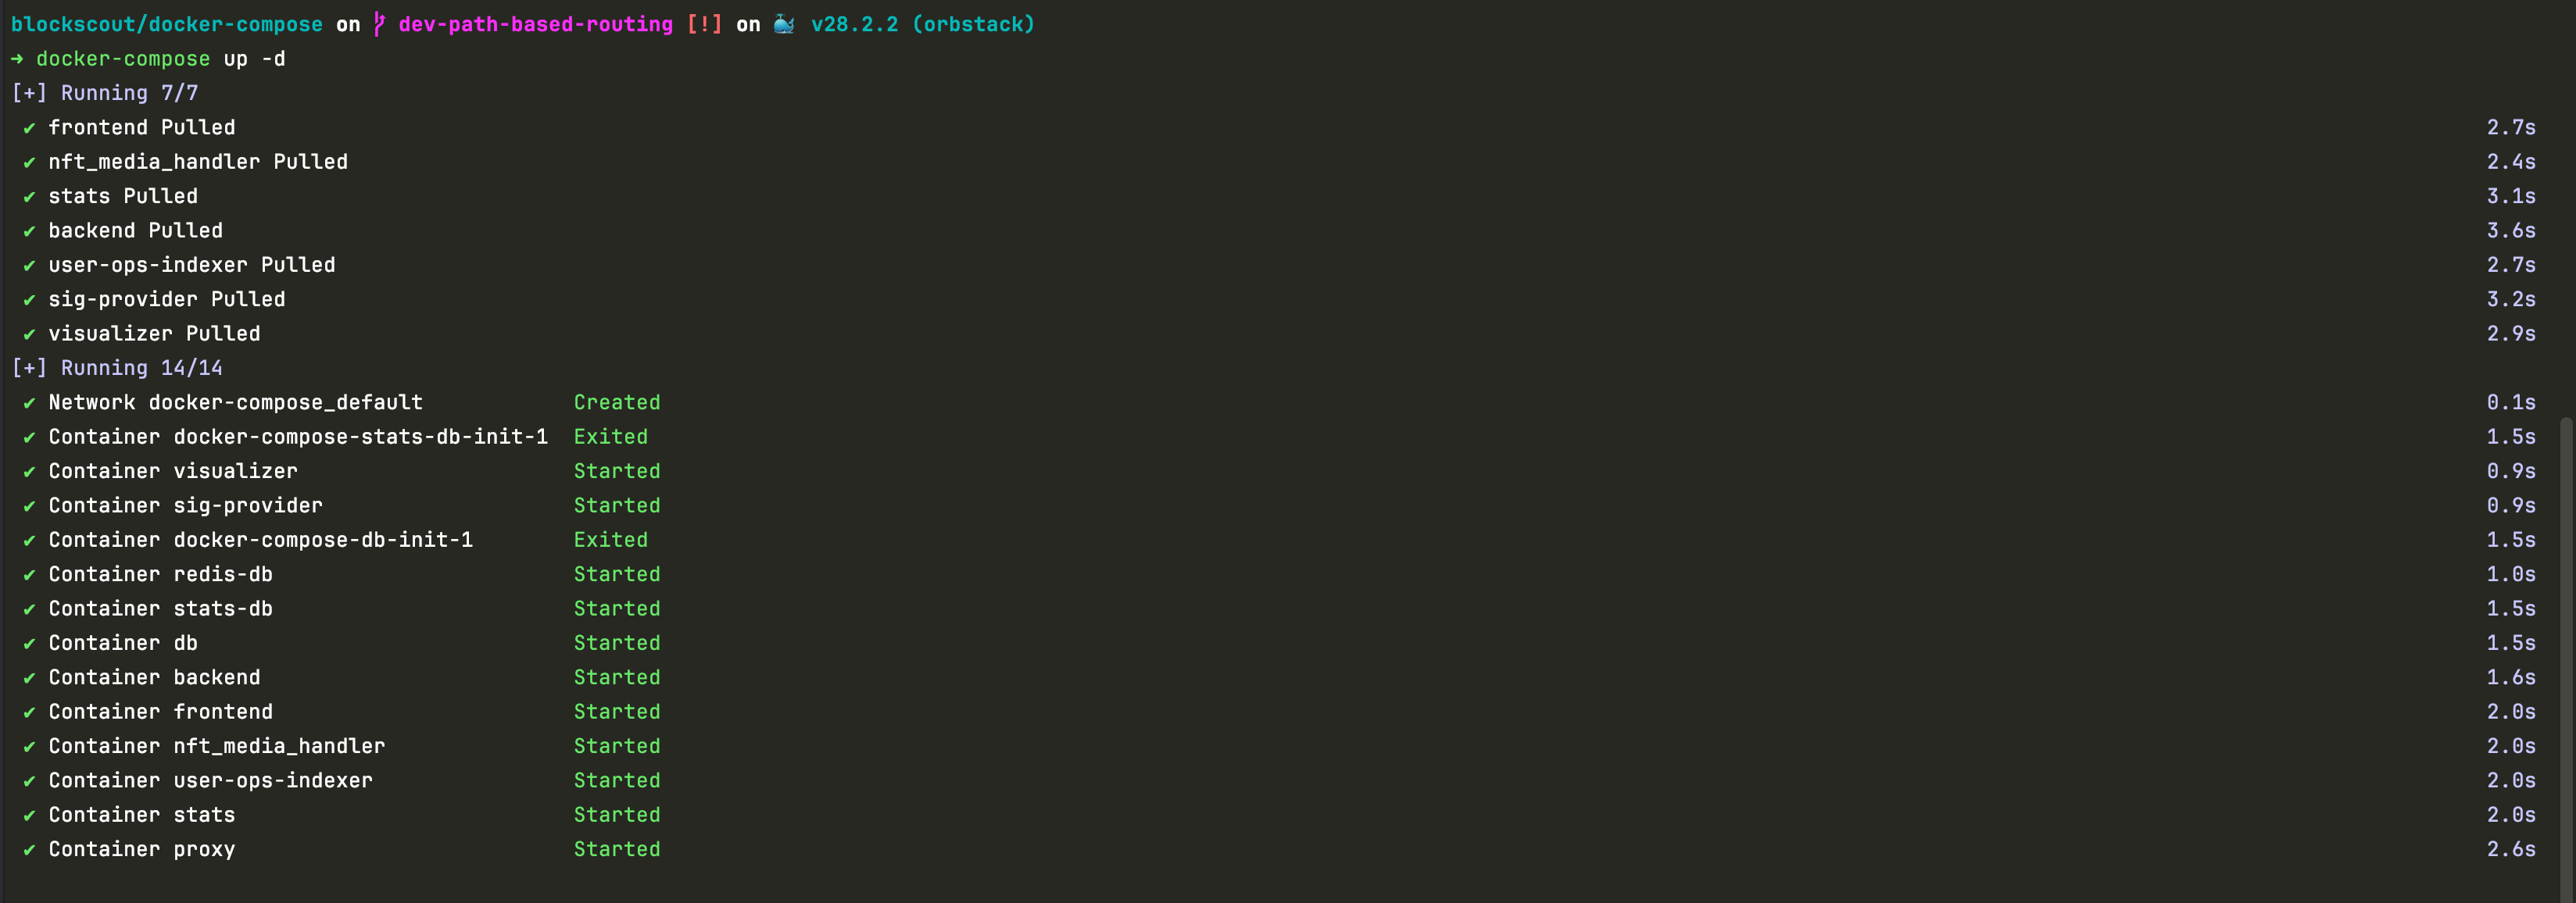 blockscout/docker-compose on dev-path-based-routing [!] on 🐳 v28.2.2 (orbstack)
➜ docker-compose up -d
[+] Running 7/7
✔ frontend Pulled 2.7s
✔ nft_media_handler Pulled 2.4s
✔ stats Pulled 3.1s
✔ backend Pulled 3.6s
✔ user-ops-indexer Pulled 2.7s
✔ sig-provider Pulled 3.2s
✔ visualizer Pulled 2.9s
[+] Running 14/14
✔ Network docker-compose_default Created 0.1s
✔ Container docker-compose-stats-db-init-1 Exited 1.5s
✔ Container visualizer Started 0.9s
✔ Container sig-provider Started 0.9s
✔ Container docker-compose-db-init-1 Exited 1.5s
✔ Container redis-db Started 1.0s
✔ Container stats-db Started 1.5s
✔ Container db Started 1.5s
✔ Container backend Started 1.6s
✔ Container frontend Started 2.0s
✔ Container nft_media_handler Started 2.0s
✔ Container user-ops-indexer Started 2.0s
✔ Container stats Started 2.0s
✔ Container proxy Started 2.6s